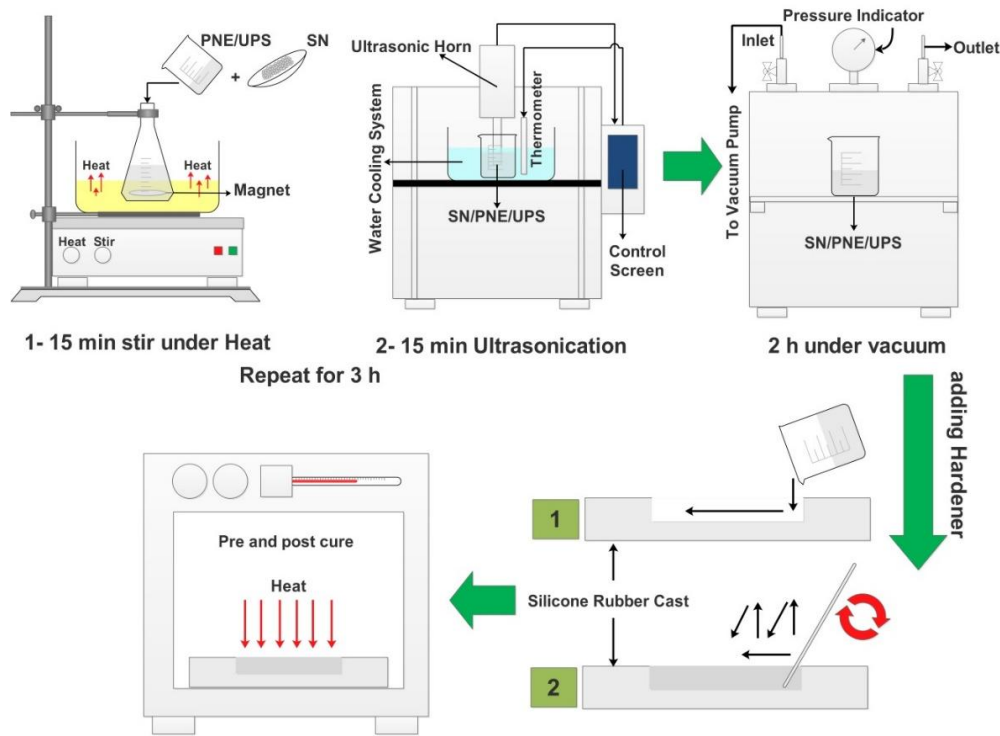 PNE/UPS
SN
+
Heat
Heat
Magnet
Heat Stir
1- 15 min stir under Heat
Ultrasonic Horn
Water Cooling System
Thermometer
SN/PNE/UPS
Control
Screen
2- 15 min Ultrasonication
Repeat for 3 h
Pressure Indicator
Inlet
Outlet
To Vacuum Pump
SN/PNE/UPS
2 h under vacuum
adding Hardener
1
Silicone Rubber Cast
2
Pre and post cure
Heat